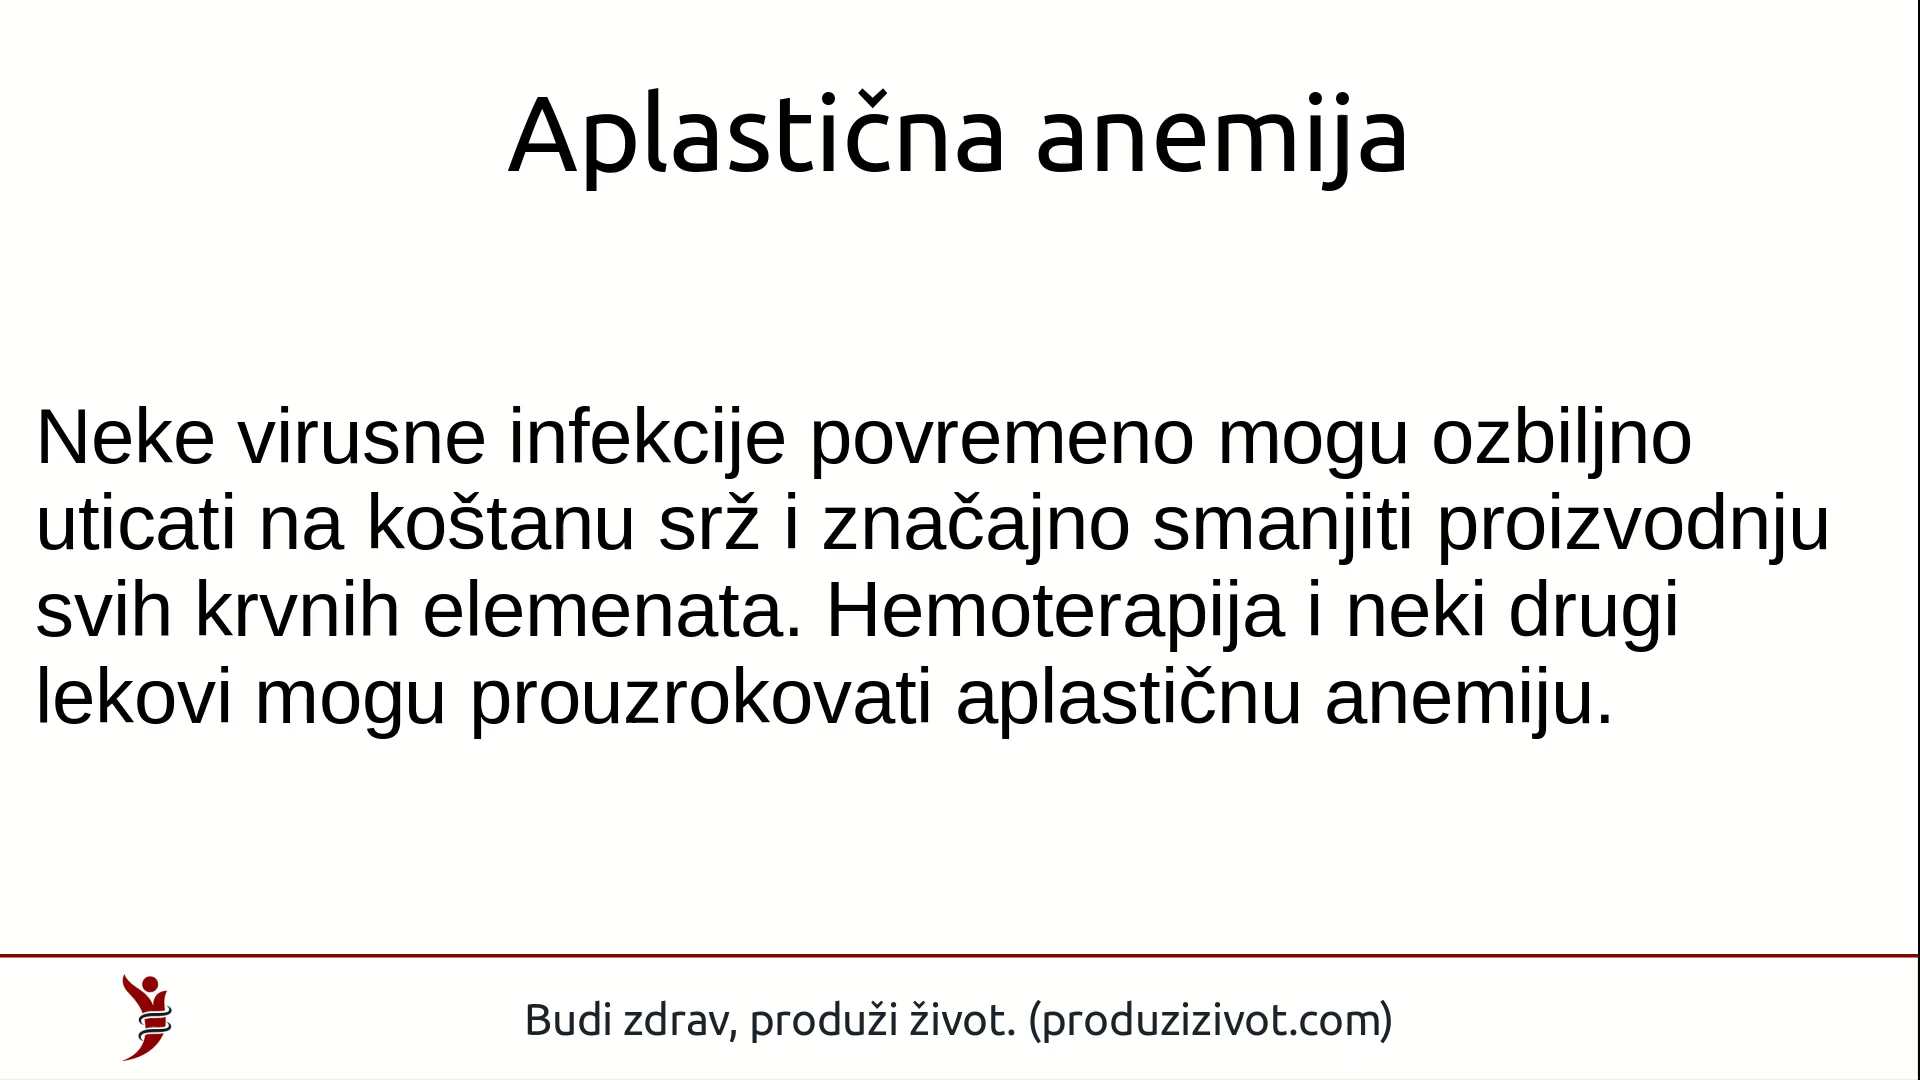 Aplastična anemija
Neke virusne infekcije povremeno mogu ozbiljno
uticati na koštanu srž i značajno smanjiti proizvodnju
svih krvnih elemenata. Hemoterapija i neki drugi
lekovi mogu prouzrokovati aplastičnu anemiju.
Budi zdrav, produži život. (produzizivot.com)